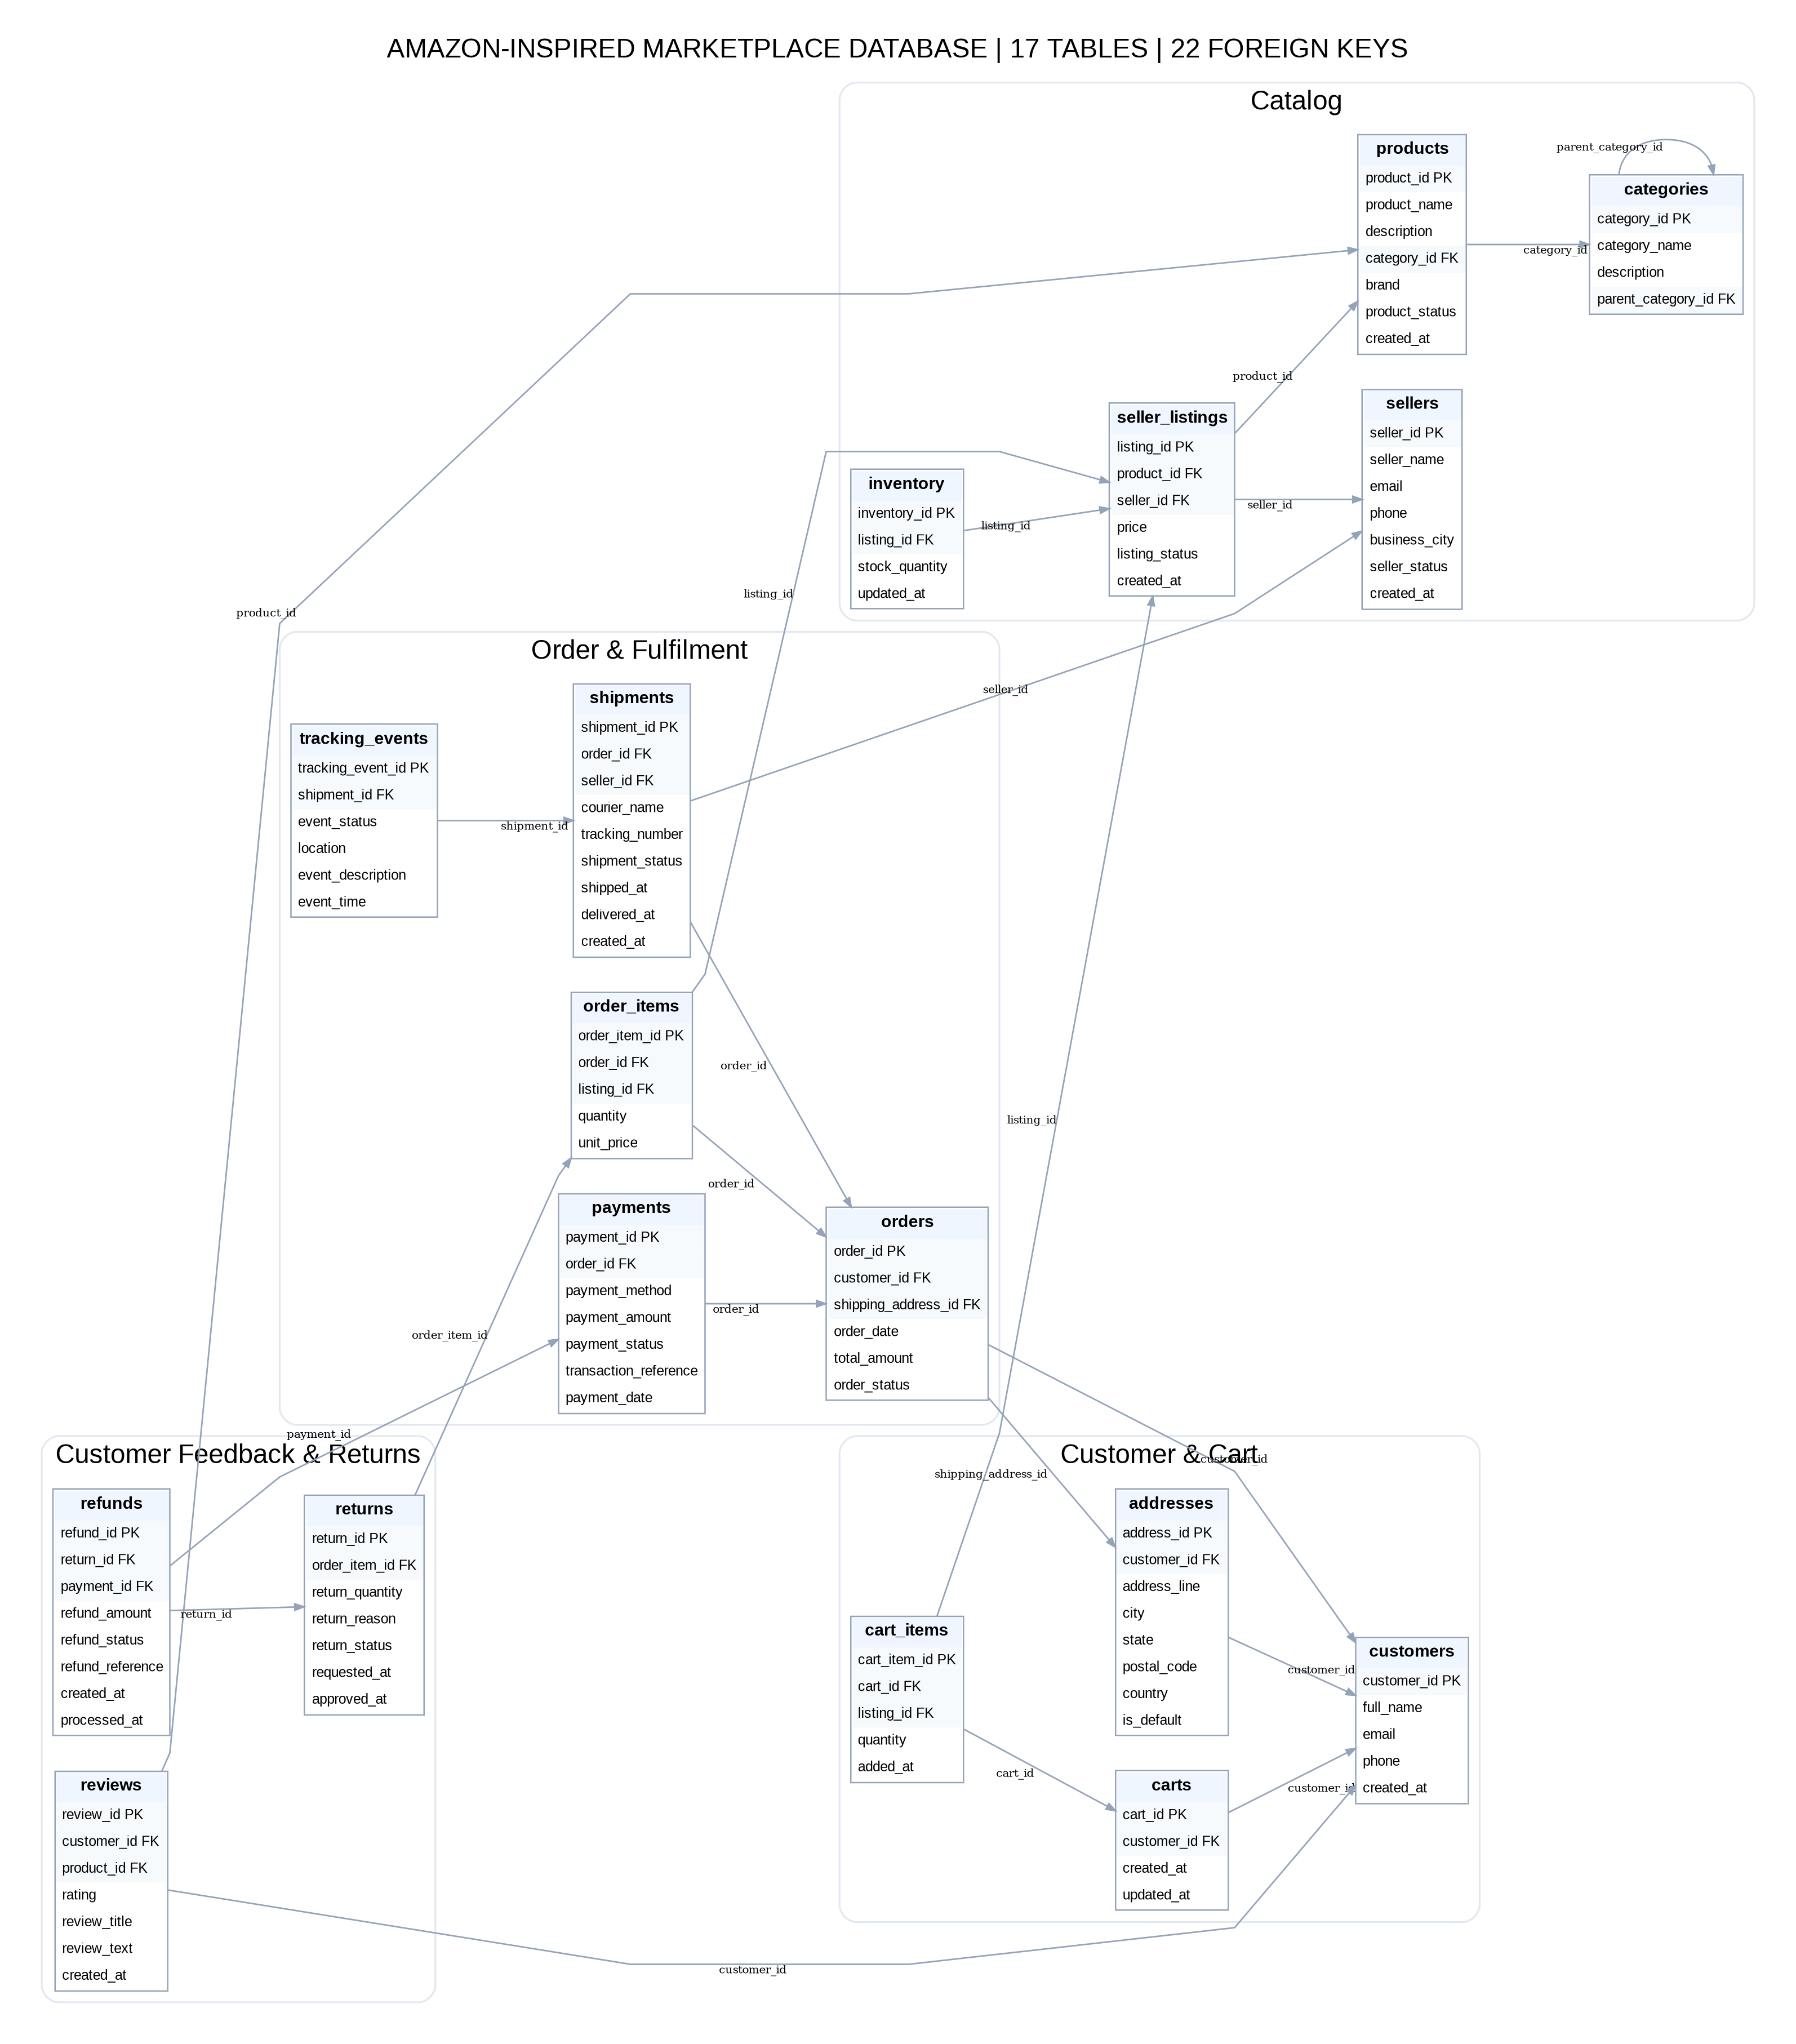 AMAZON-INSPIRED MARKETPLACE DATABASE | 17 TABLES | 22 FOREIGN KEYS
Catalog
products
product_id PK
product_name
description
category_id FK
brand
product_status
created_at
parent_category_id
categories
category_id PK
category_name
description
parent_category_id FK
category_id
product_id
seller_listings
listing_id PK
product_id FK
seller_id FK
price
listing_status
created_at
sellers
seller_id PK
seller_name
email
phone
business_city
seller_status
created_at
seller_id
inventory
inventory_id PK
listing_id FK
stock_quantity
updated_at
listing_id
listing_id
product_id
Order & Fulfilment
shipments
shipment_id PK
order_id FK
seller_id FK
courier_name
tracking_number
shipment_status
shipped_at
delivered_at
created_at
seller_id
tracking_events
tracking_event_id PK
shipment_id FK
event_status
location
event_description
event_time
shipment_id
order_items
order_item_id PK
order_id FK
listing_id FK
quantity
unit_price
order_id
listing_id
order_id
payments
payment_id PK
order_id FK
payment_method
payment_amount
payment_status
transaction_reference
payment_date
order_id
orders
order_id PK
customer_id FK
shipping_address_id FK
order_date
total_amount
order_status
order_item_id
payment_id
Customer Feedback & Returns
refunds
refund_id PK
return_id FK
payment_id FK
refund_amount
refund_status
refund_reference
created_at
processed_at
return_id
returns
return_id PK
order_item_id FK
return_quantity
return_reason
return_status
requested_at
approved_at
reviews
review_id PK
customer_id FK
product_id FK
rating
review_title
review_text
created_at
customer_id
Customer & Cart
customer_id
shipping_address_id
addresses
address_id PK
customer_id FK
address_line
city
state
postal_code
country
is_default
customer_id
cart_items
cart_item_id PK
cart_id FK
listing_id FK
quantity
added_at
cart_id
carts
cart_id PK
customer_id FK
created_at
updated_at
customer_id
customers
customer_id PK
full_name
email
phone
created_at